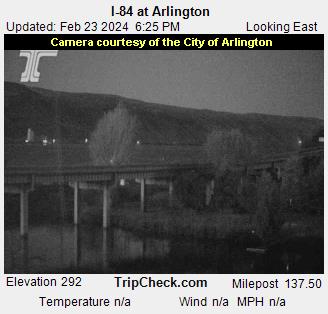 I-84 at Arlington
Updated: Feb 23 2024 6:25 PM Looking East
Camera courtesy of the City of Arlington
Elevation 292 TripCheck.com Milepost 137.50
Temperature n/a Wind n/a MPH n/a